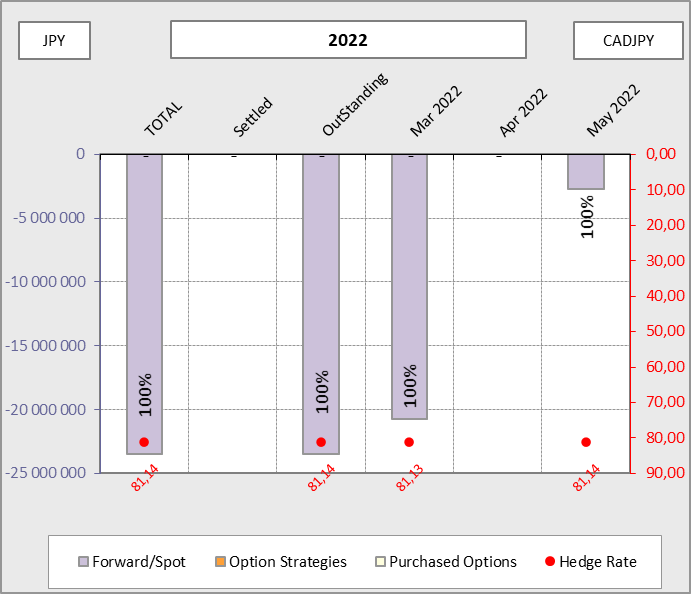 JPY 2022 CADJPY
TOTAL Settled OutStanding Mar 2022 Apr 2022 May 2022
0 0,00
10,00
-5 000 000 20,00
30,00
-10 000 000 40,00
50,00
-15 000 000 60,00
100% 100% 100% 100%
70,00
-20 000 000 80,00
-25 000 000 90,00
81,14 81,14 81,13 81,14
Forward/Spot Option Strategies Purchased Options Hedge Rate